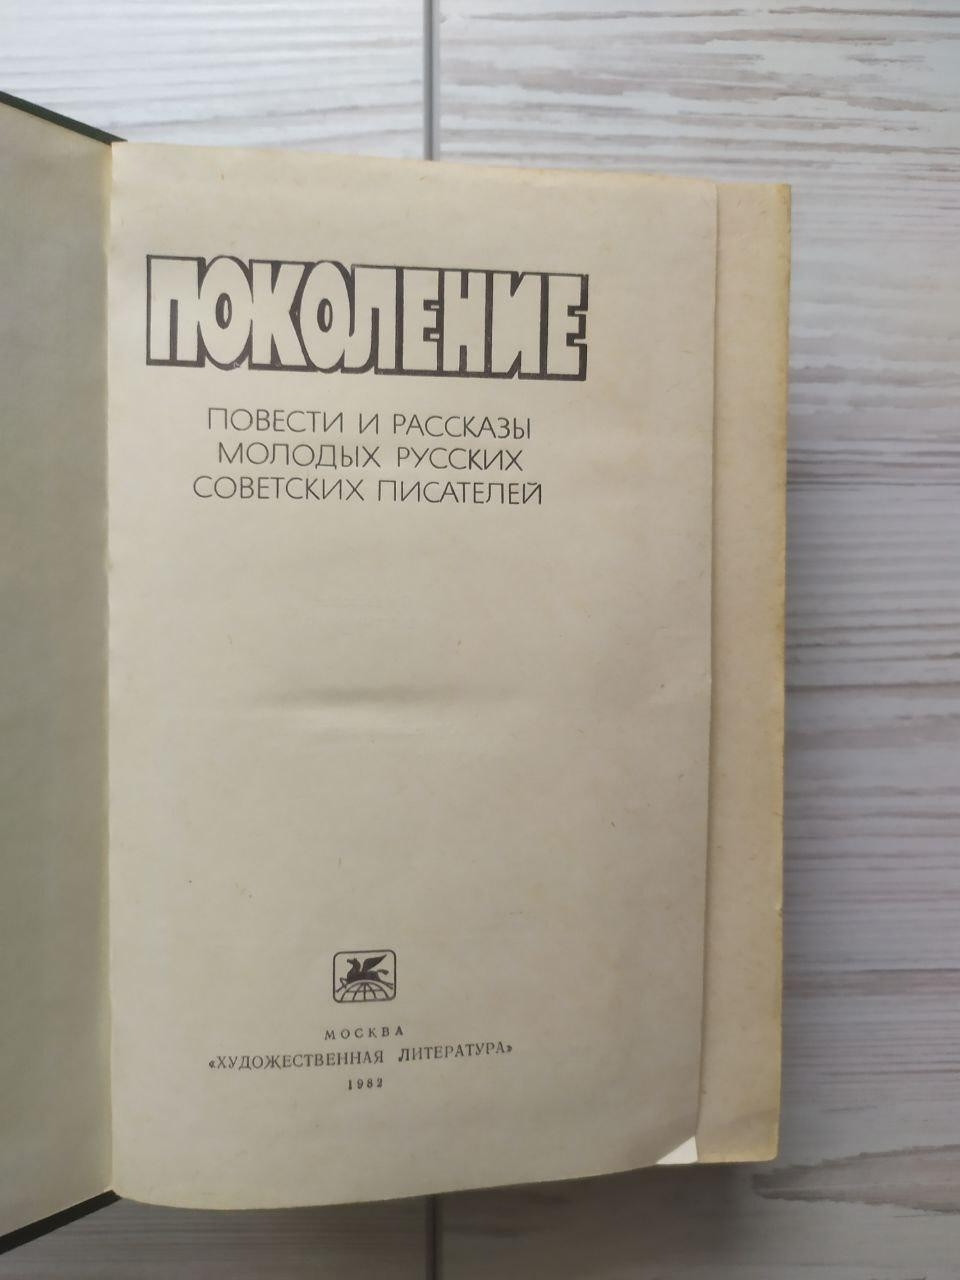 ПОКОЛЕНИЕ
ПОВЕСТИ И РАССКАЗЫ
МОЛОДЫХ РУССКИХ
СОВЕТСКИХ ПИСАТЕЛЕЙ
МОСКВА
«ХУДОЖЕСТВЕННАЯ ЛИТЕРАТУРА»
1982